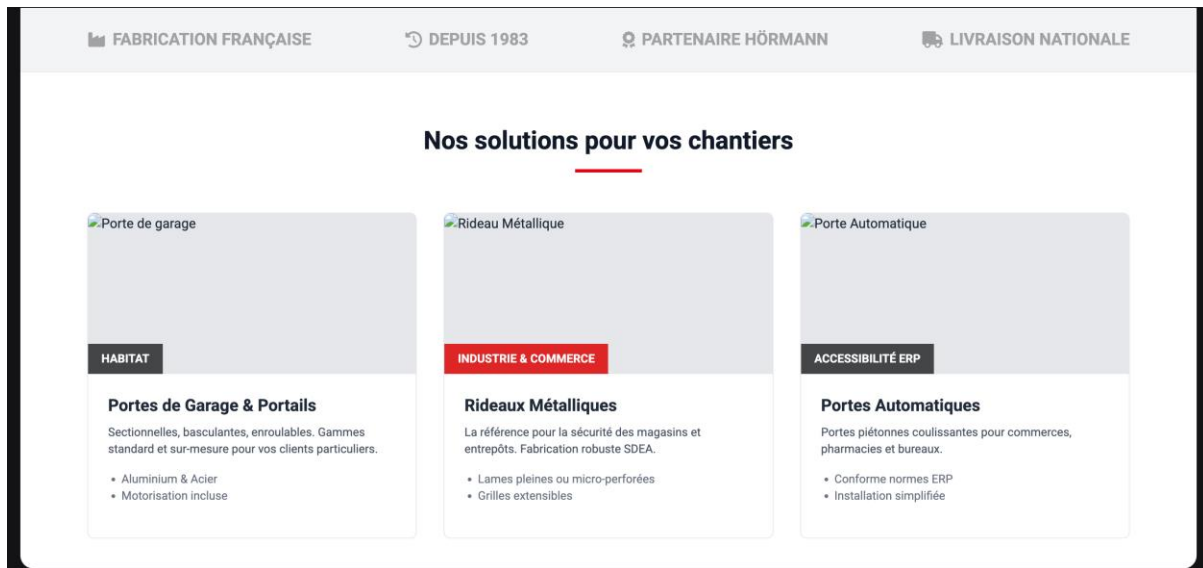 FABRICATION FRANÇAISE
DEPUIS 1983
PARTENAIRE HÖRMANN
LIVRAISON NATIONALE
Nos solutions pour vos chantiers
Porte de garage
HABITAT
Portes de Garage & Portails
Sectionnelles, basculantes, enroulables. Gammes
standard et sur-mesure pour vos clients particuliers.
• Aluminium & Acier
• Motorisation incluse
Rideau Métallique
INDUSTRIE & COMMERCE
Rideaux Métalliques
La référence pour la sécurité des magasins et
entrepôts. Fabrication robuste SDEA.
• Lames pleines ou micro-perforées
• Grilles extensibles
Porte Automatique
ACCESSIBILITÉ ERP
Portes Automatiques
Portes piétonnes coulissantes pour commerces,
pharmacies et bureaux.
• Conforme normes ERP
• Installation simplifiée